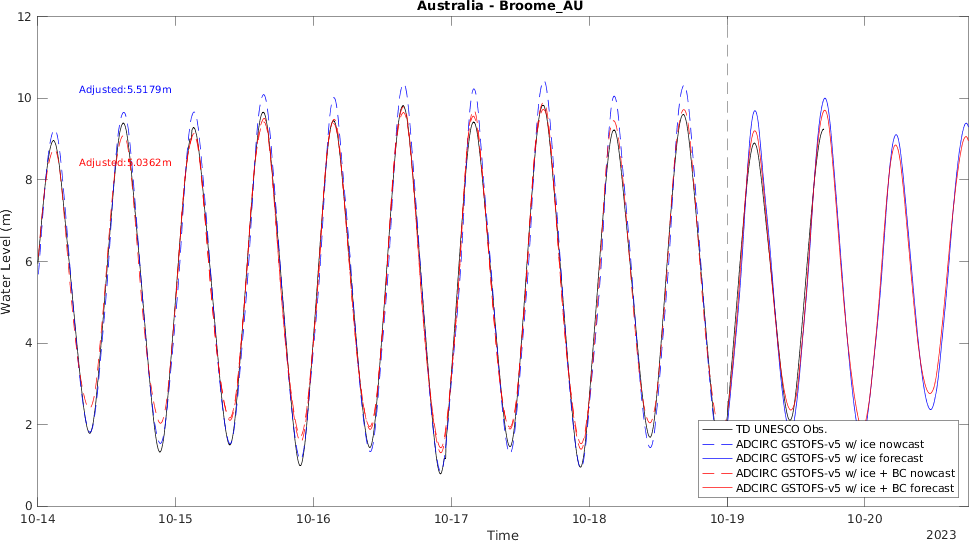 Australia - Broome_AU
12
10
8
6
4
2
0
Water Level (m)
Adjusted:5.5179m
Adjusted:5.0362m
TD UNESCO Obs.
ADCIRC GSTOFS-v5 w/ ice nowcast
ADCIRC GSTOFS-v5 w/ ice forecast
ADCIRC GSTOFS-v5 w/ ice + BC nowcast
ADCIRC GSTOFS-v5 w/ ice + BC forecast
10-14 10-15 10-16 10-17 10-18 10-19 10-20
Time
2023